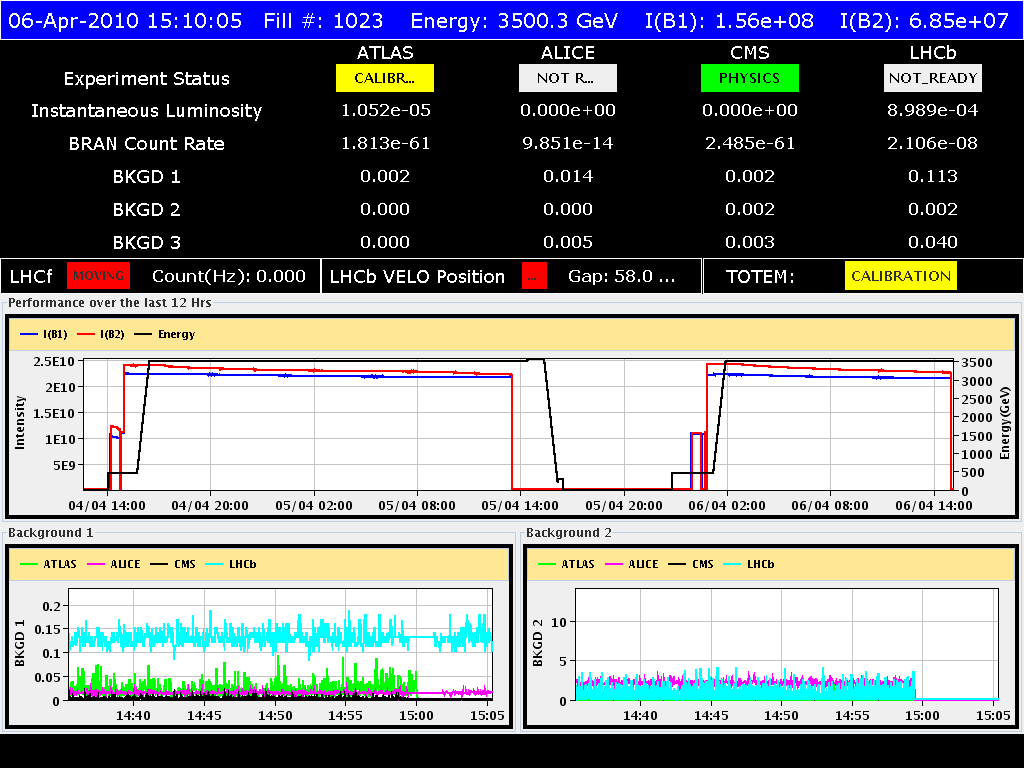 06-Apr-2010 15:10:05 Fill #: 1023 Energy: 3500.3 GeV I(B1): 1.56e+08 I(B2): 6.85e+07
ATLAS ALICE CMS LHCb
Experiment Status CALIBR... NOT R... PHYSICS NOT_READY
Instantaneous Luminosity 1.052e-05 0.000e+00 0.000e+00 8.989e-04
BRAN Count Rate 1.813e-61 9.851e-14 2.485e-61 2.106e-08
BKGD 1 0.002 0.014 0.002 0.113
BKGD 2 0.000 0.000 0.002 0.002
BKGD 3 0.000 0.005 0.003 0.040
LHCf MOVING Count(Hz): 0.000 LHCb VELO Position ... Gap: 58.0 ... TOTEM: CALIBRATION
Performance over the last 12 Hrs
I(B1) I(B2) Energy
Intensity
2.5E10
2E10
1.5E10
1E10
5E9
3500
3000
2500
2000
1500
1000
500
0
Energy(GeV)
04/04 14:00 04/04 20:00 05/04 02:00 05/04 08:00 05/04 14:00 05/04 20:00 06/04 02:00 06/04 08:00 06/04 14:00
Background 1
ATLAS ALICE CMS LHCb
BKGD 1
0.2
0.15
0.1
0.05
0
14:40 14:45 14:50 14:55 15:00 15:05
Background 2
ATLAS ALICE CMS LHCb
BKGD 2
10
5
0
14:40 14:45 14:50 14:55 15:00 15:05